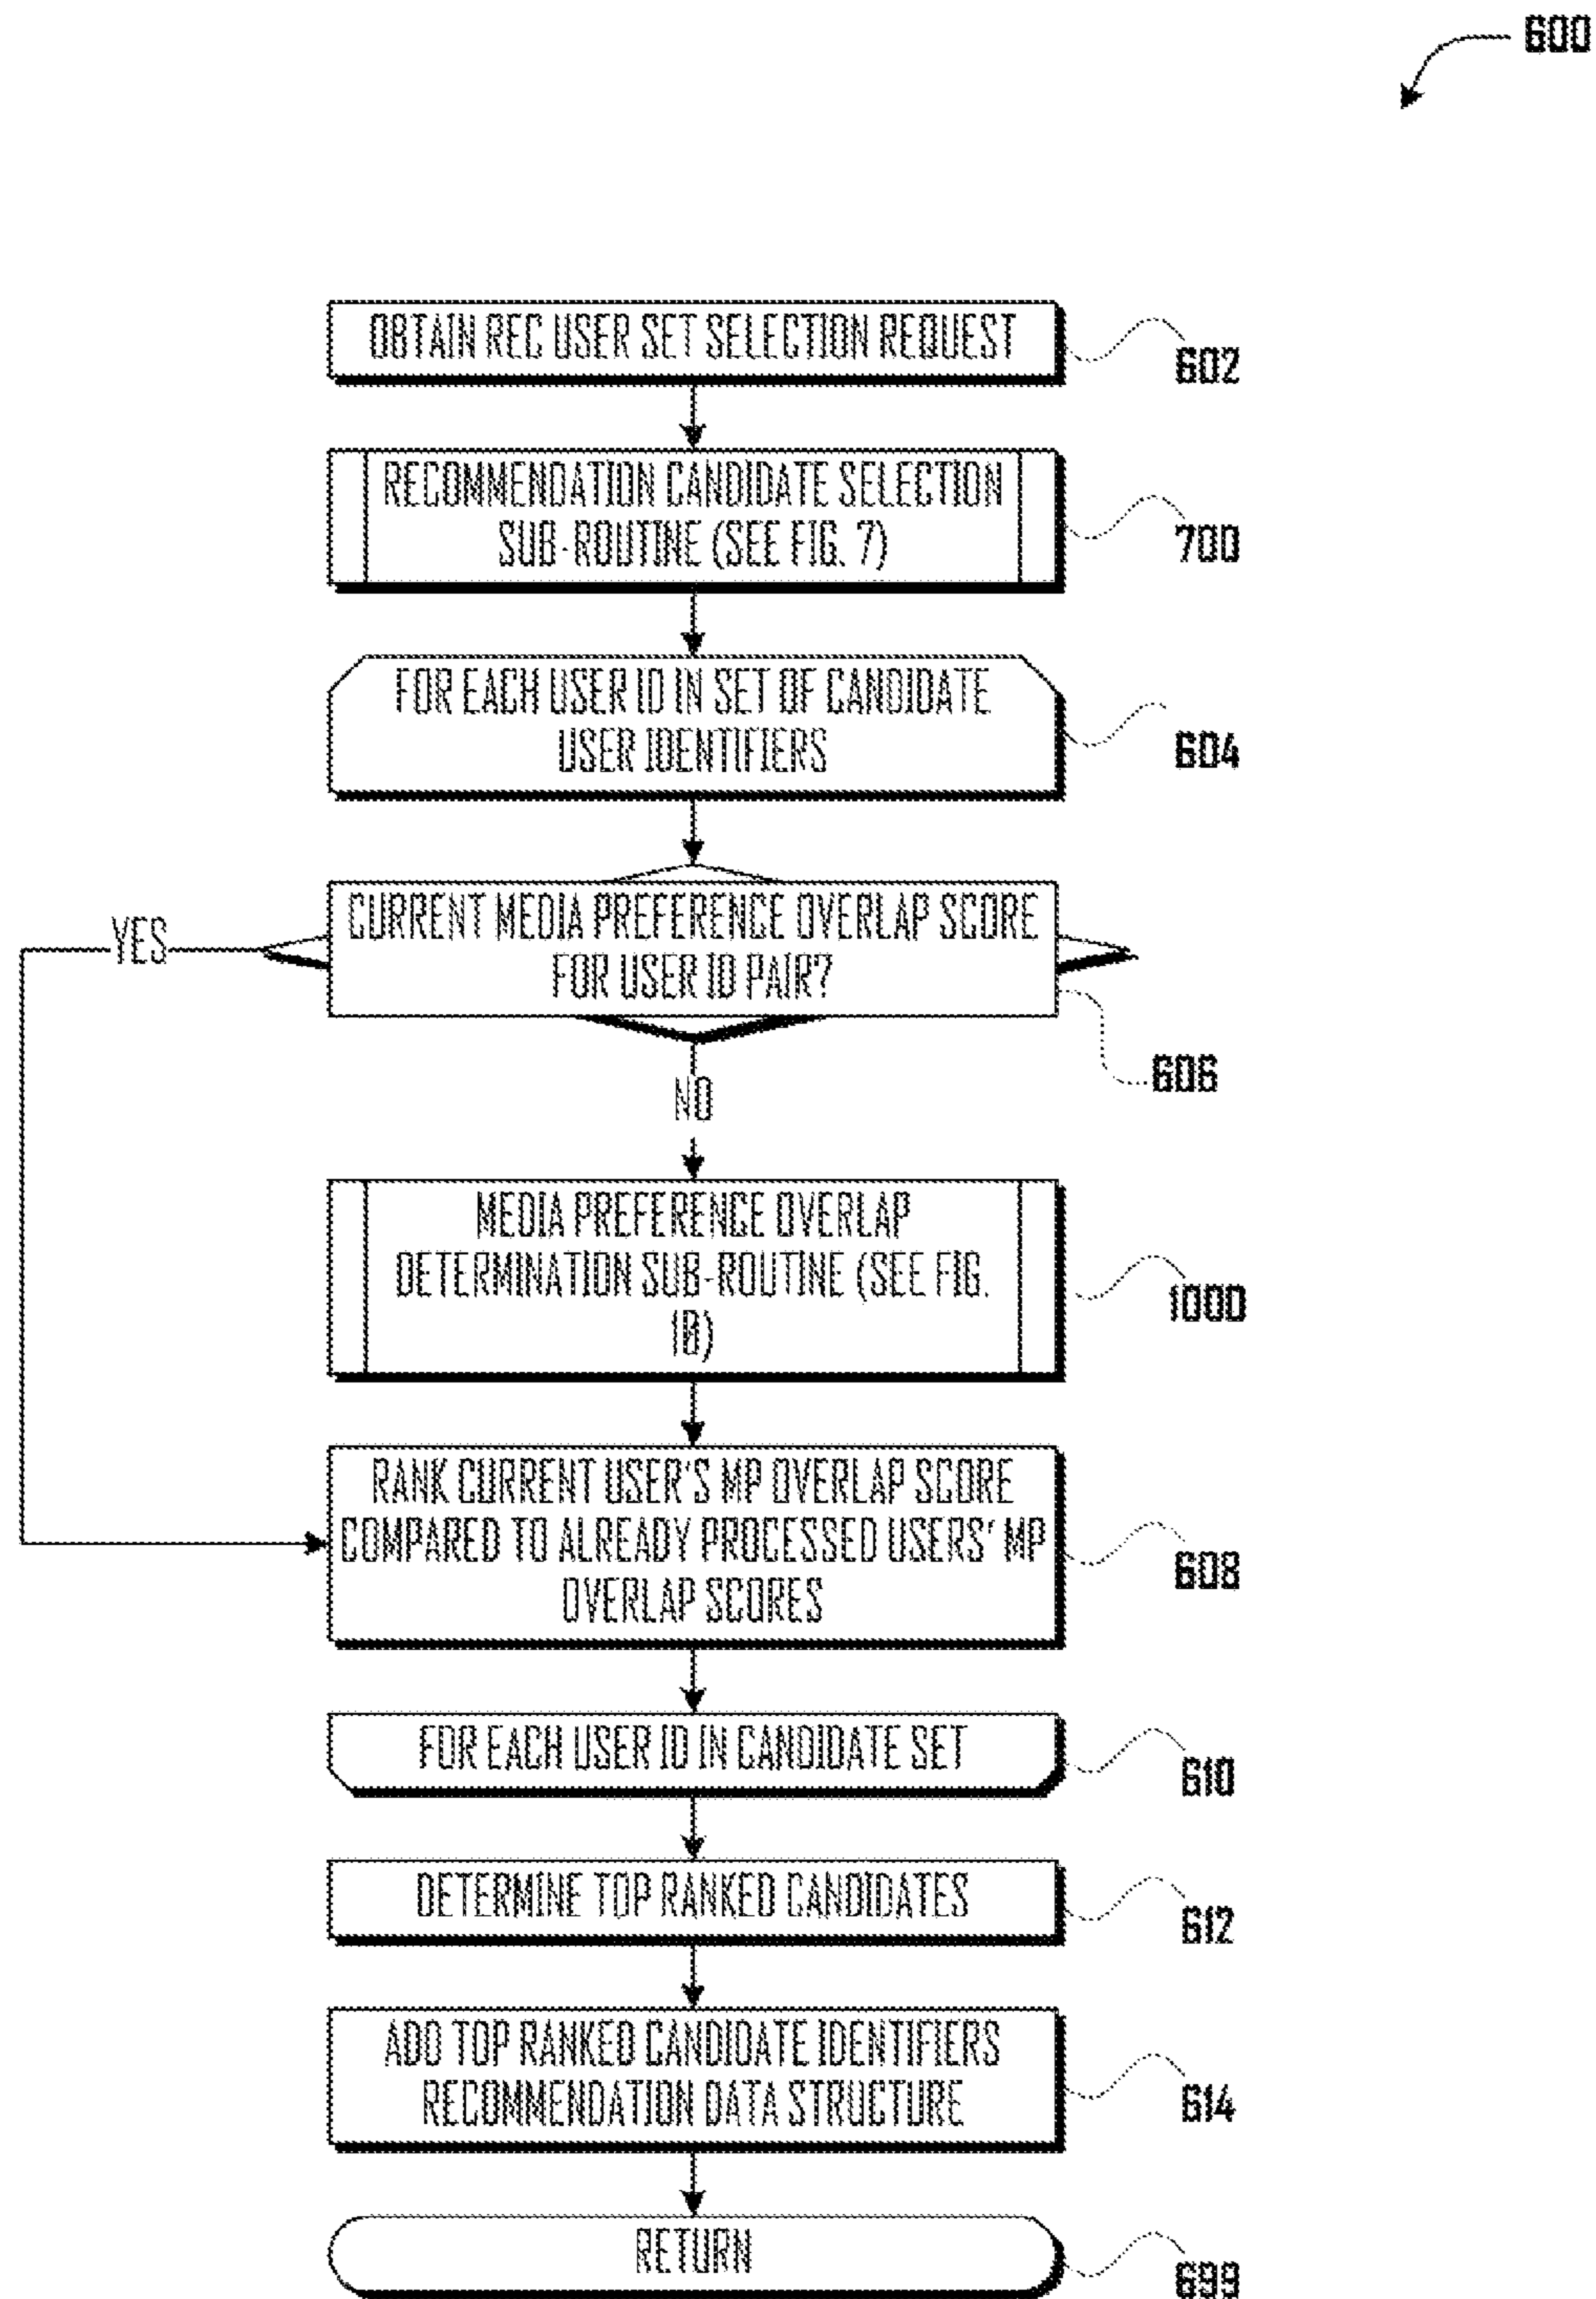 600
OBTAIN REC USER SET SELECTION REQUEST
602
RECOMMENDATION CANDIDATE SELECTION
SUB-ROUTINE (SEE FIG. 7)
700
FOR EACH USER ID IN SET OF CANDIDATE
USER IDENTIFIERS
604
CURRENT MEDIA PREFERENCE OVERLAP SCORE
FOR USER ID PAIR?
YES
606
NO
MEDIA PREFERENCE OVERLAP
DETERMINATION SUB-ROUTINE (SEE FIG.
10)
1000
RANK CURRENT USER'S MP OVERLAP SCORE
COMPARED TO ALREADY PROCESSED USERS' MP
OVERLAP SCORES
608
FOR EACH USER ID IN CANDIDATE SET
610
DETERMINE TOP RANKED CANDIDATES
612
ADD TOP RANKED CANDIDATE IDENTIFIERS
RECOMMENDATION DATA STRUCTURE
614
RETURN
699